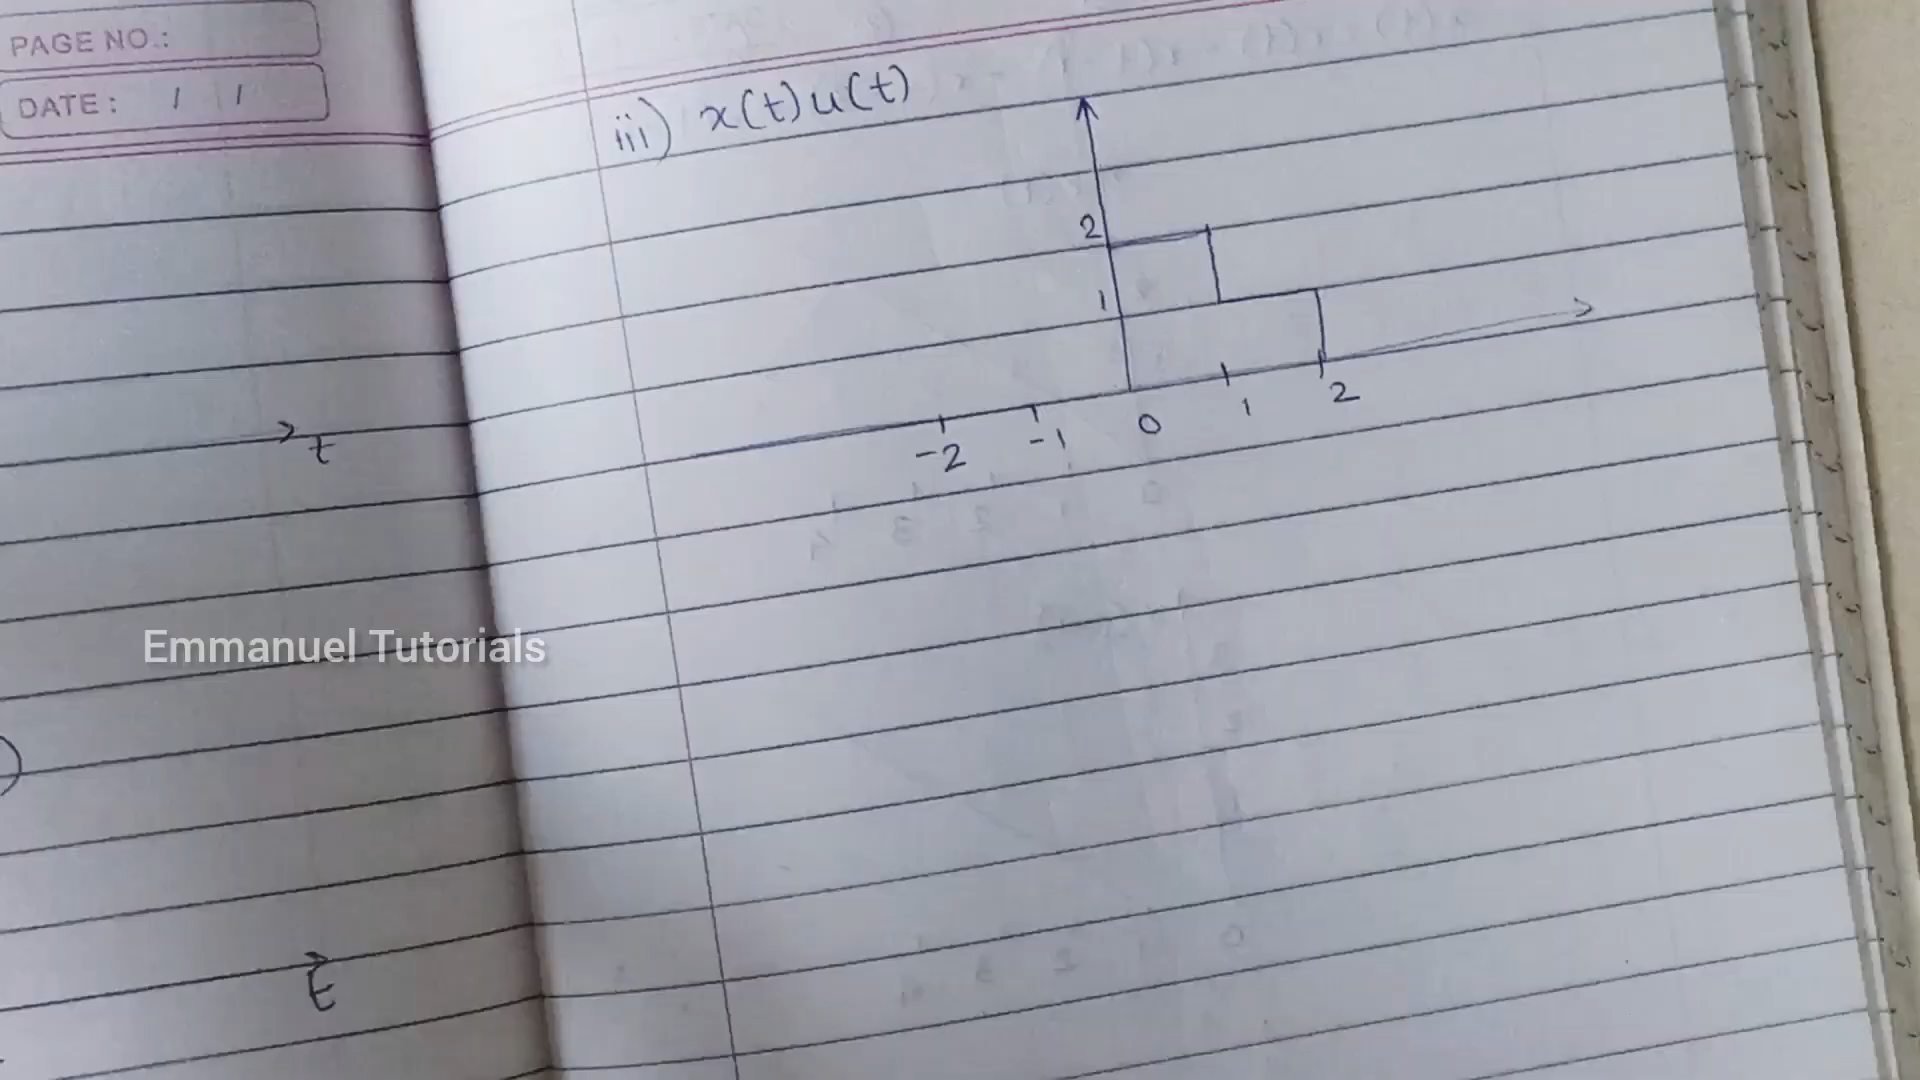 PAGE NO.:
DATE: / /
t
t
iii) x(t)u(t)
2
1
-2 -1 0 1 2
Emmanuel Tutorials